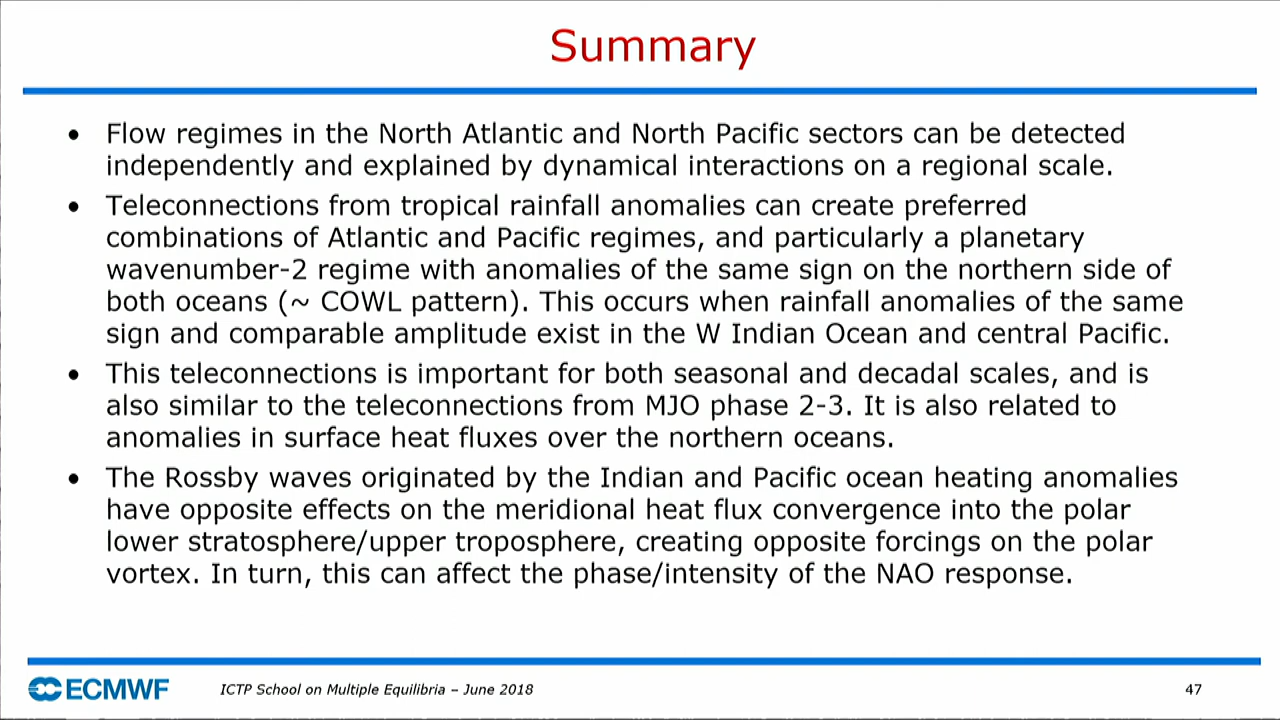 Summary
• Flow regimes in the North Atlantic and North Pacific sectors can be detected
independently and explained by dynamical interactions on a regional scale.
• Teleconnections from tropical rainfall anomalies can create preferred
combinations of Atlantic and Pacific regimes, and particularly a planetary
wavenumber-2 regime with anomalies of the same sign on the northern side of
both oceans (~ COWL pattern). This occurs when rainfall anomalies of the same
sign and comparable amplitude exist in the W Indian Ocean and central Pacific.
• This teleconnections is important for both seasonal and decadal scales, and is
also similar to the teleconnections from MJO phase 2-3. It is also related to
anomalies in surface heat fluxes over the northern oceans.
• The Rossby waves originated by the Indian and Pacific ocean heating anomalies
have opposite effects on the meridional heat flux convergence into the polar
lower stratosphere/upper troposphere, creating opposite forcings on the polar
vortex. In turn, this can affect the phase/intensity of the NAO response.
ECMWF
ICTP School on Multiple Equilibria – June 2018
47